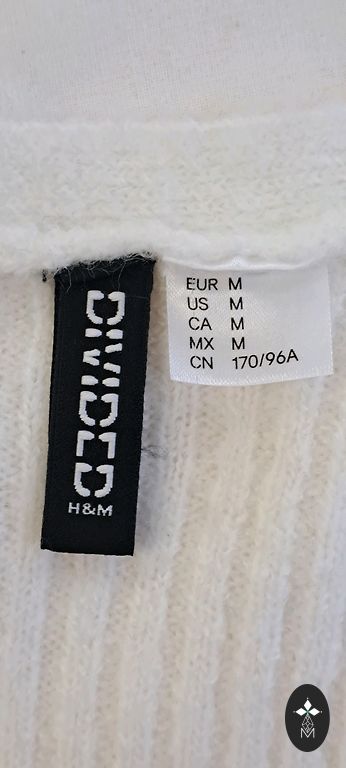 DIVIDED
H&M
EUR M
US M
CA M
MX M
CN 170/96A
M